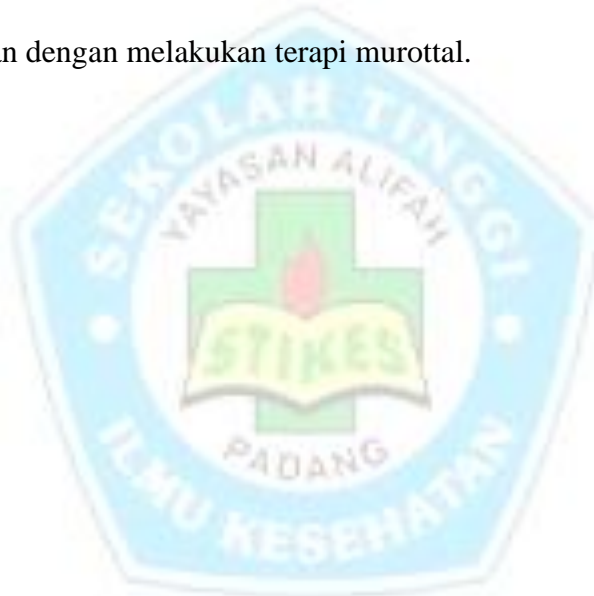 an dengan melakukan terapi murottal.
SEKOLAH TINGGI
YAYASAN ALIFAH
STIKES
PADANG
ILMU KESEHATAN